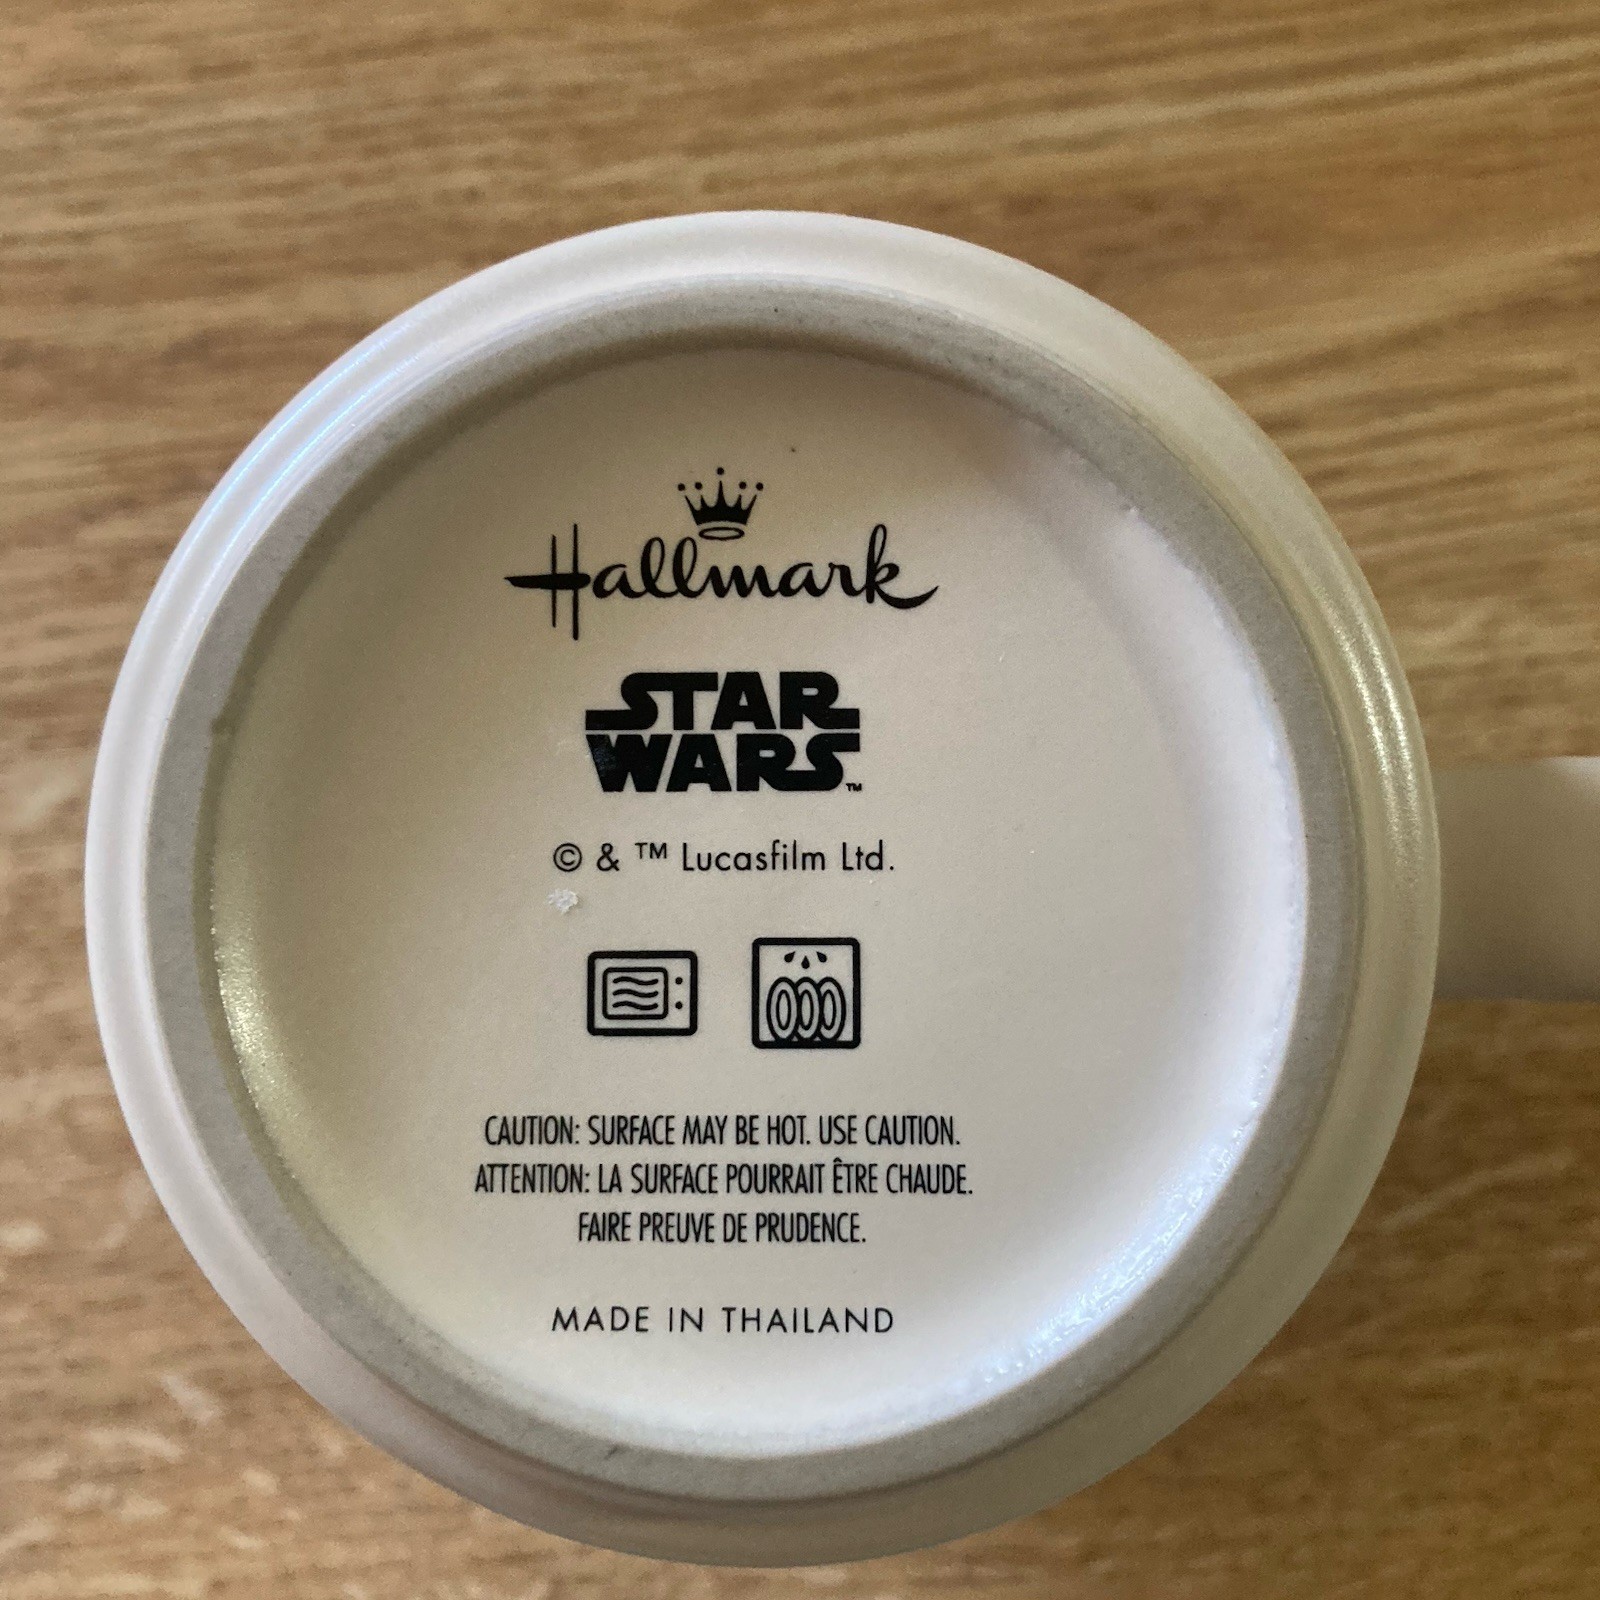 Hallmark
STAR
WARS™
© & ™ Lucasfilm Ltd.
CAUTION: SURFACE MAY BE HOT. USE CAUTION.
ATTENTION: LA SURFACE POURRAIT ÊTRE CHAUDE.
FAIRE PREUVE DE PRUDENCE.
MADE IN THAILAND